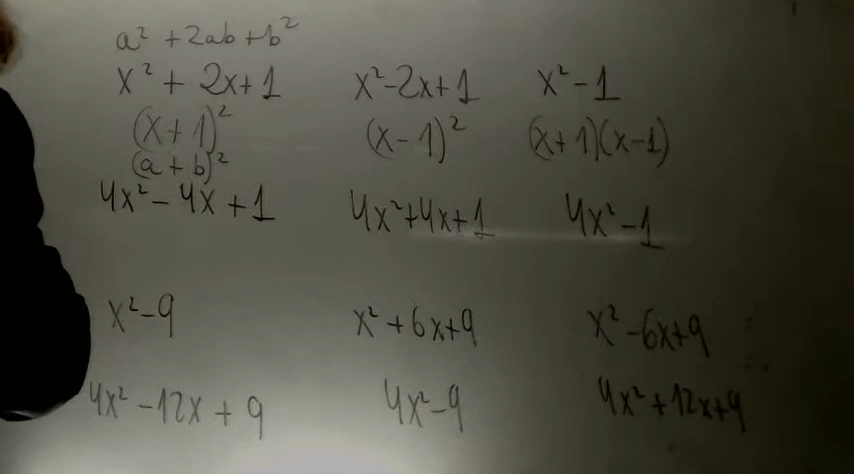 a² + 2ab + b²
x² + 2x + 1 x² - 2x + 1 x² - 1
(x + 1)² (x - 1)² (x + 1)(x - 1)
(a + b)²
4x² - 4x + 1 4x² + 4x + 1 4x² - 1
x² - 9 x² + 6x + 9 x² - 6x + 9
4x² - 12x + 9 4x² - 9 4x² + 12x + 9